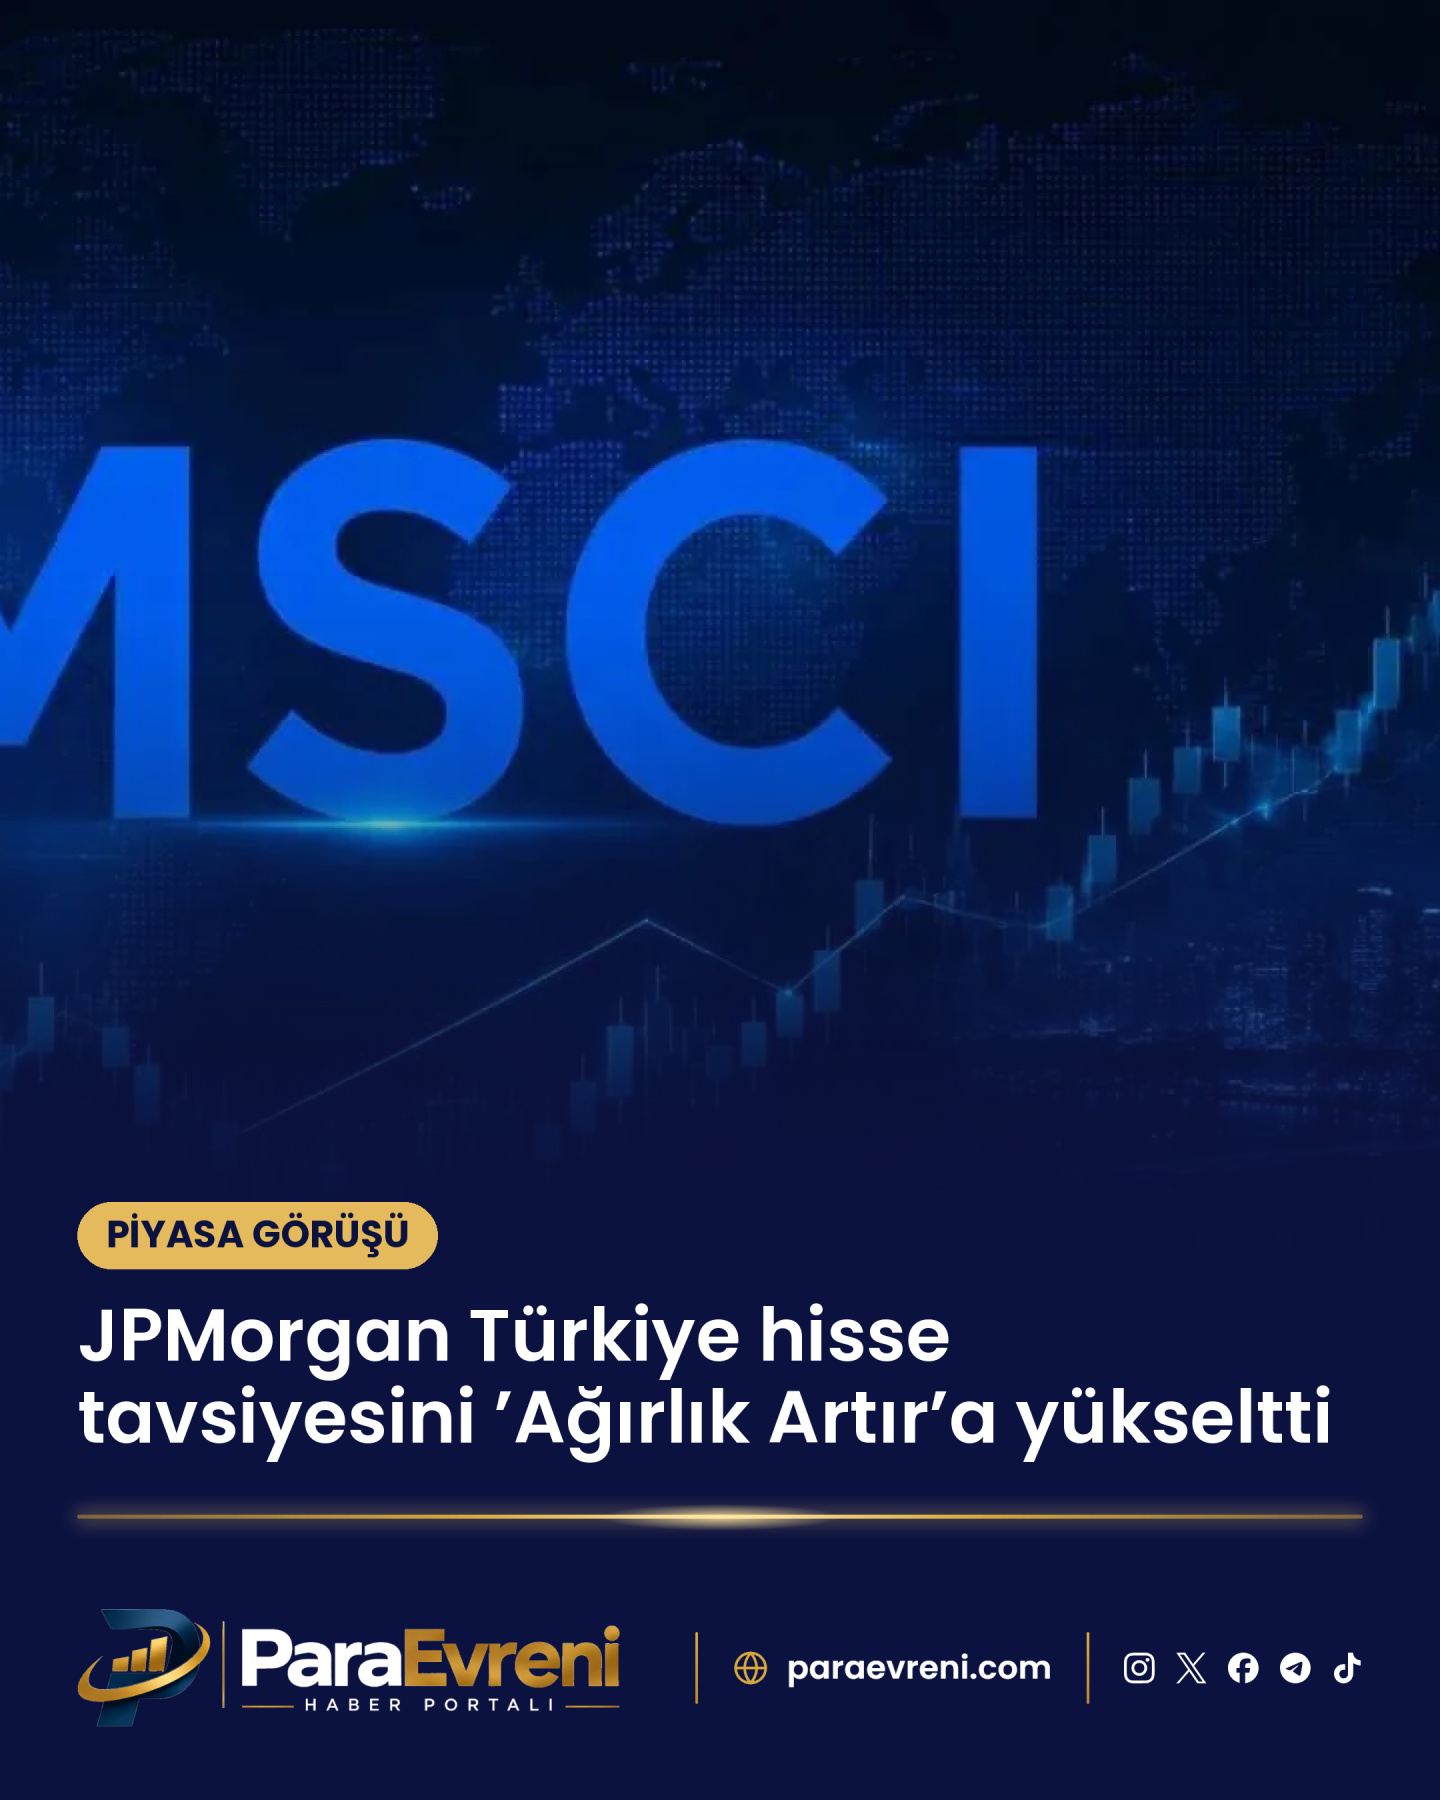 MSCI
PİYASA GÖRÜŞÜ
JPMorgan Türkiye hisse
tavsiyesini ’Ağırlık Artır’a yükseltti
ParaEvreni
HABER PORTALI
paraevreni.com